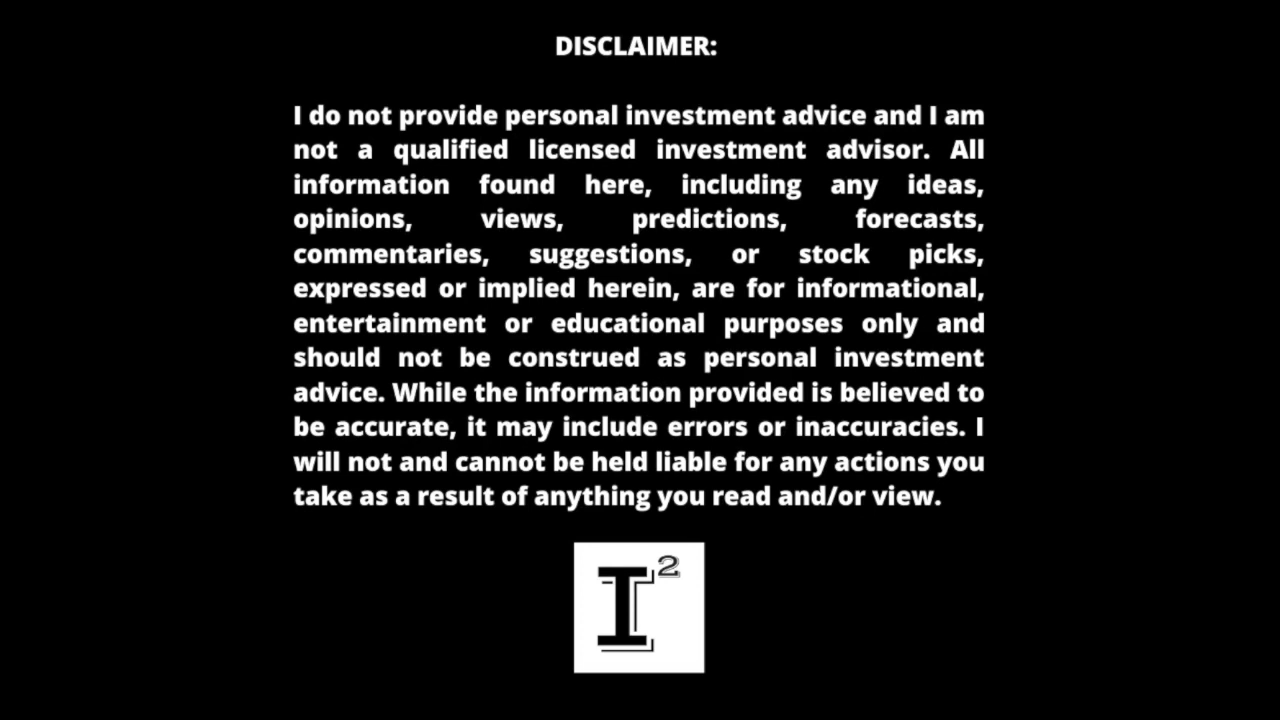 DISCLAIMER:
I do not provide personal investment advice and I am
not a qualified licensed investment advisor. All
information found here, including any ideas,
opinions, views, predictions, forecasts,
commentaries, suggestions, or stock picks,
expressed or implied herein, are for informational,
entertainment or educational purposes only and
should not be construed as personal investment
advice. While the information provided is believed to
be accurate, it may include errors or inaccuracies. I
will not and cannot be held liable for any actions you
take as a result of anything you read and/or view.
I²